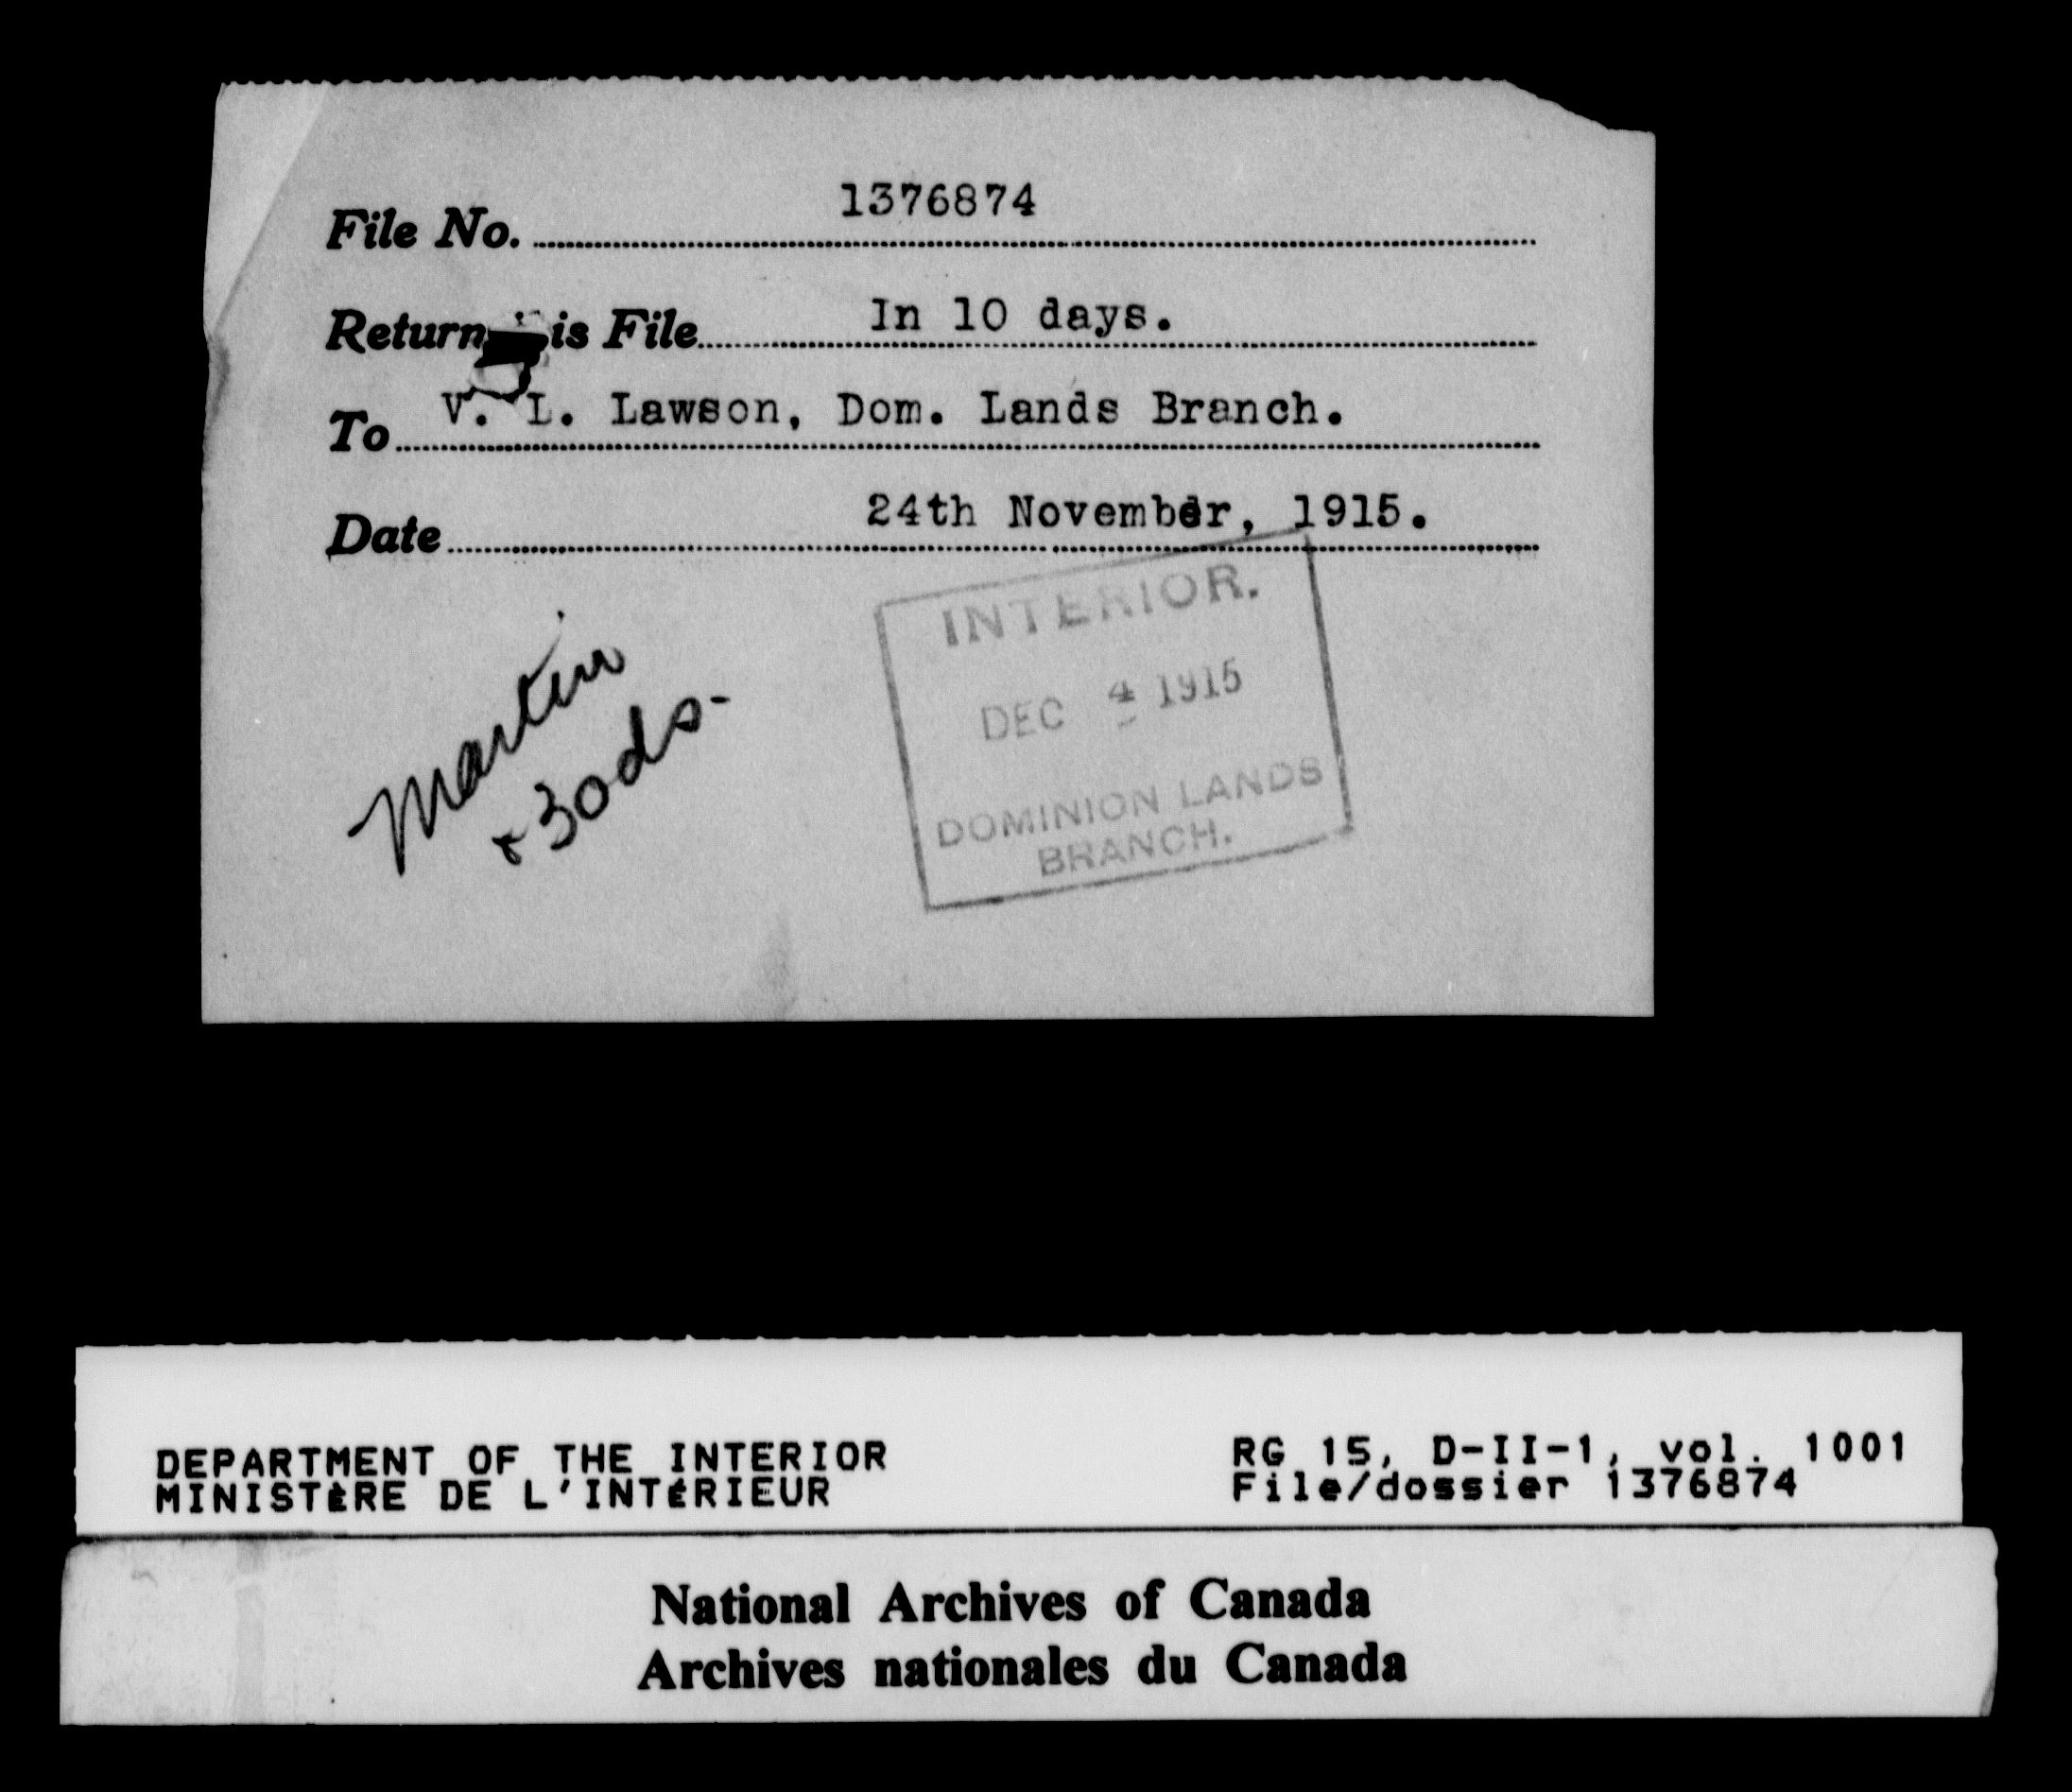 File No. 1376874
Return is File In 10 days.
To V. L. Lawson, Dom. Lands Branch.
Date 24th November, 1915.
Martin
+30ds-
INTERIOR.
DEC 4 1915
DOMINION LANDS
BRANCH.
DEPARTMENT OF THE INTERIOR
MINISTÈRE DE L'INTÉRIEUR
RG 15, D-II-1, vol. 1001
File/dossier 1376874
National Archives of Canada
Archives nationales du Canada